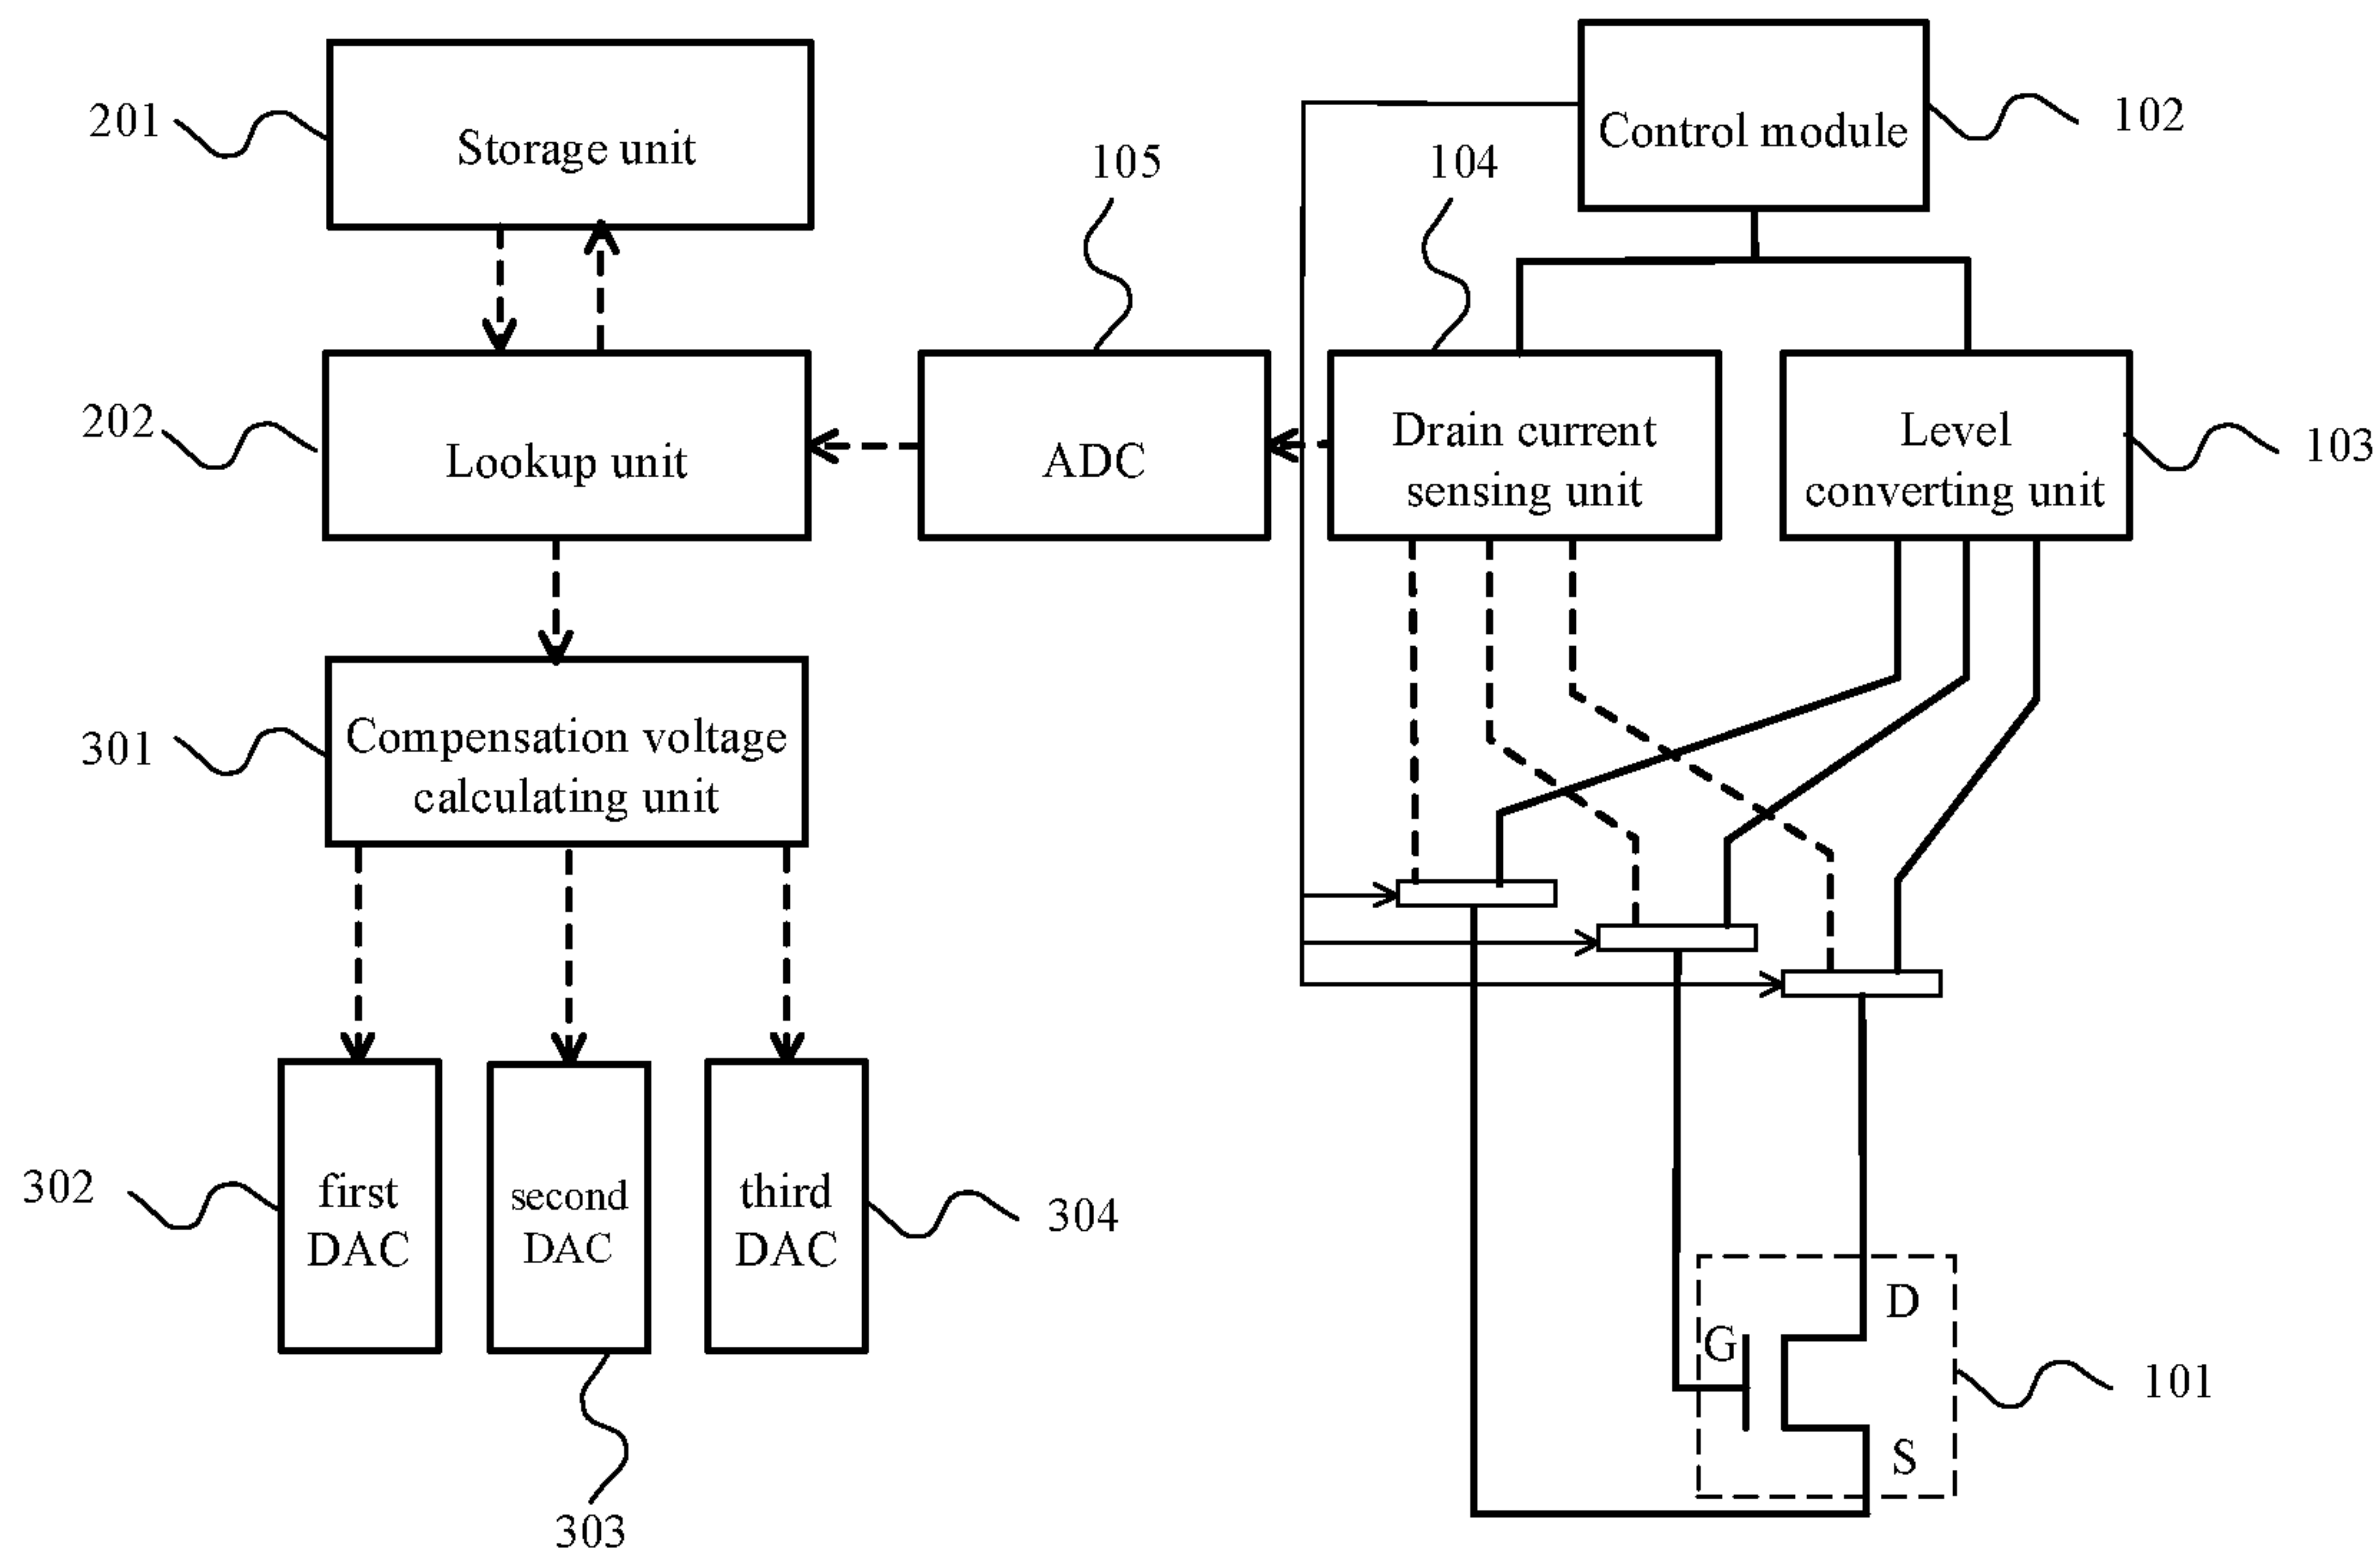 201
Storage unit
Control module
102
105
104
202
Lookup unit
ADC
Drain current
sensing unit
Level
converting unit
103
301
Compensation voltage
calculating unit
302
first
DAC
second
DAC
third
DAC
304
303
D
G
S
101